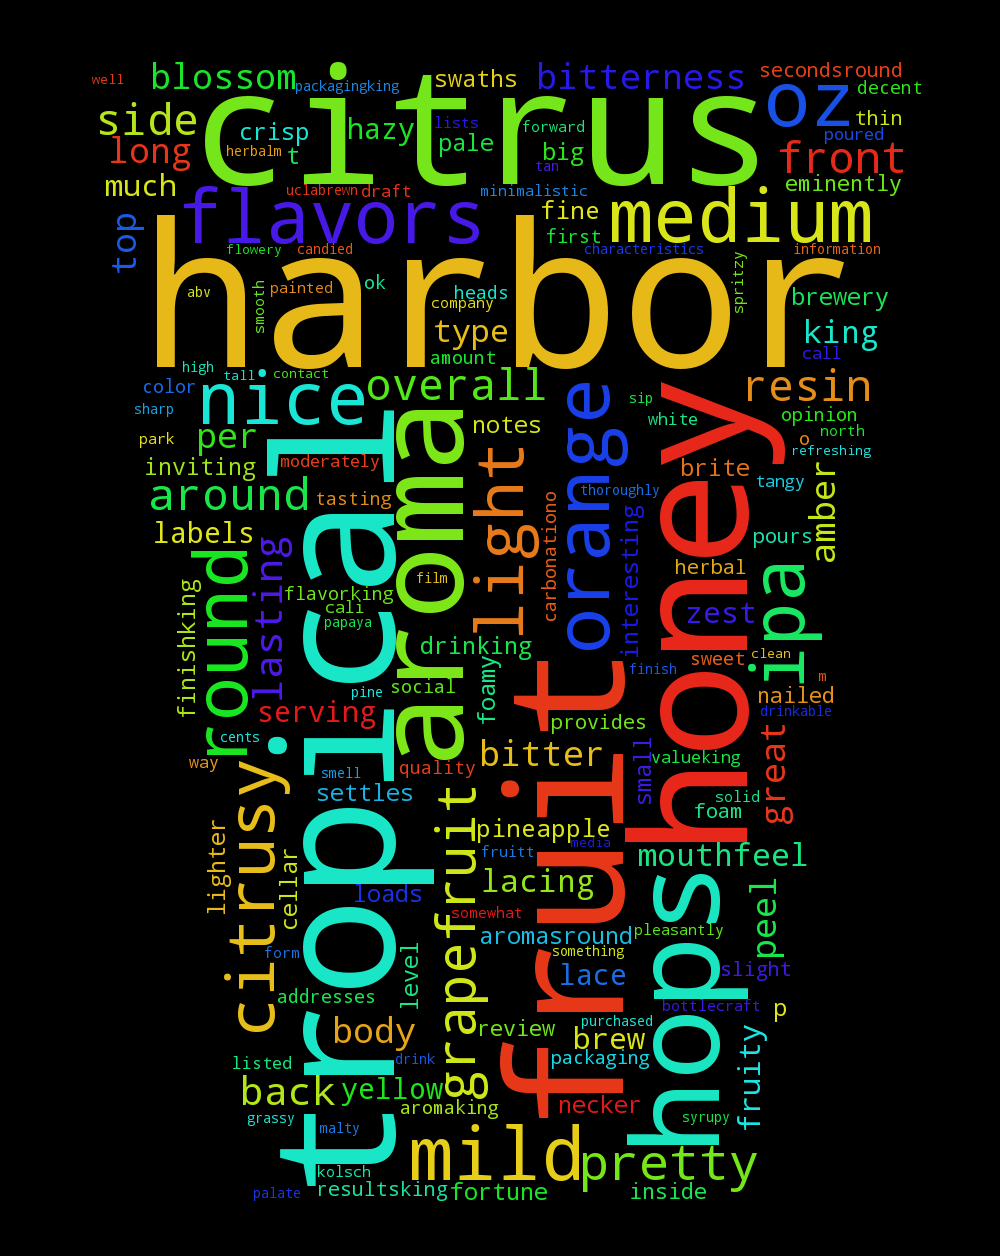 well
blossom
packagingking
swaths
bitterness
secondsround
decent
citrus
oz
side
crisp
hazy
lists
forward
thin
long
herbalm
t
pale
big
tan
poured
front
much
uclabrewn
draft
minimalistic
eminently
top
flavors
fine
medium
first
flowery
candied
characteristics
information
harbor
abv
smooth
painted
ok
heads
company
spritzy
brewery
type
king
amount
call
high
tall
contact
color
nice
overall
resin
sharp
sip
park
per
notes
white
opinion
o
north
refreshing
inviting
moderately
brite
tangy
around
tasting
thoroughly
labels
light
orange
honey
amber
pours
tropical
aroma
carbonationo
interesting
herbal
film
round
lasting
finishking
flavorking
cali
papaya
zest
ipa
drinking
sweet
clean
finish
m
pine
social
foamy
nailed
serving
provides
drinkable
cents
way
smell
quality
bitter
small
valueking
great
settles
solid
foam
citrusy
lighter
cellar
grapefruit
pineapple
fruit
media
fruitt
mouthfeel
loads
lacing
hops
peel
somewhat
aromasround
pleasantly
something
form
level
lace
slight
addresses
bottlecraft
p
body
review
purchased
brew
fruity
listed
drink
packaging
back
yellow
aromaking
necker
grassy
malty
syrupy
mild
pretty
kolsch
palate
resultsking
fortune
inside